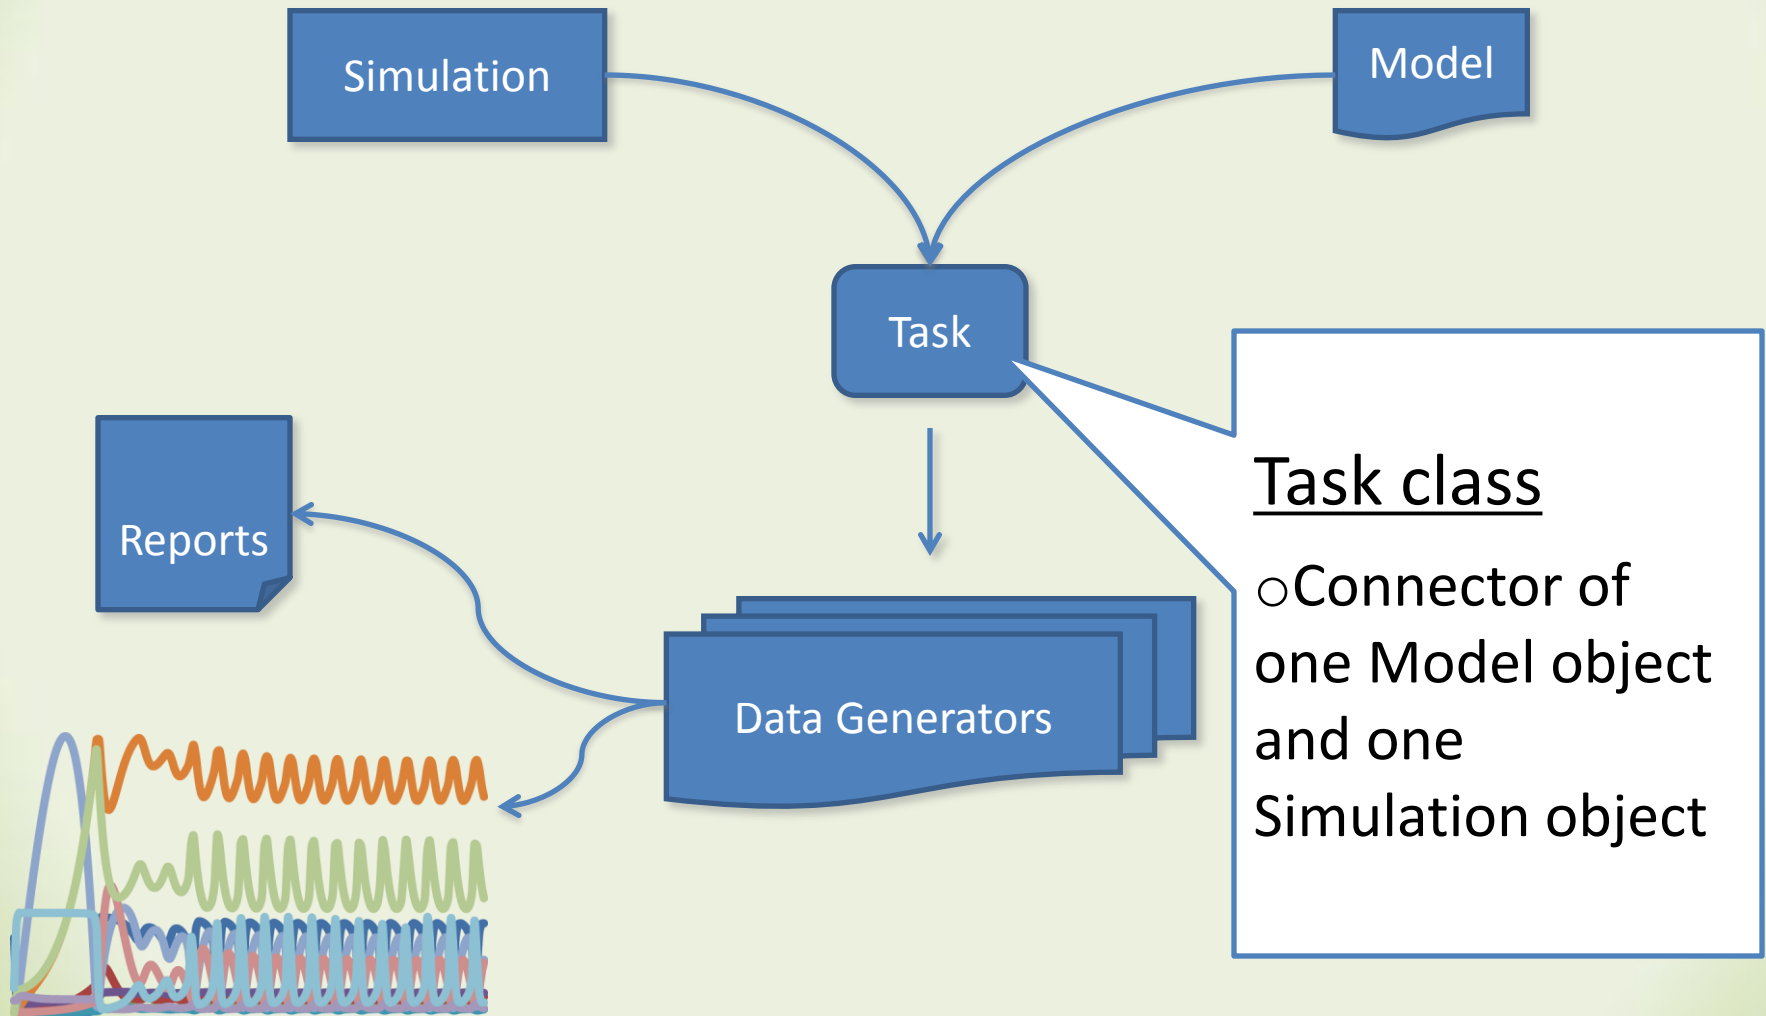 Simulation
Model
Task
Reports
Data Generators
Task class
○Connector of
one Model object
and one
Simulation object